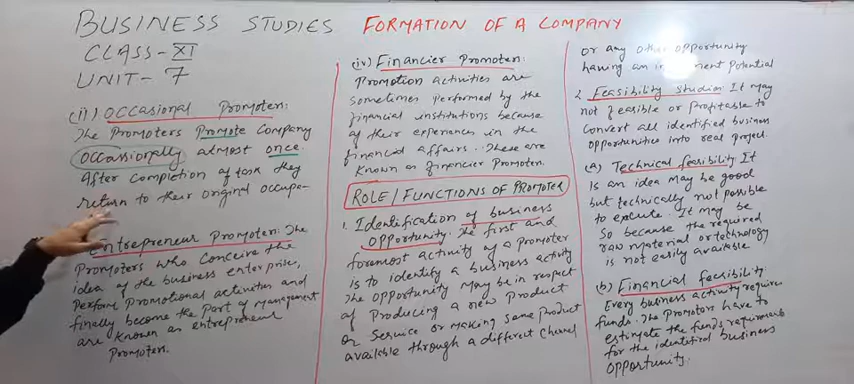 BUSINESS STUDIES FORMATION OF A COMPANY
CLASS-XI
UNIT-7
(ii) OCCASIONAL Promoter:
The Promoters Promote Company
Occassionally atmost once.
After completion of task they
return to their original occupa-
Entrepreneur Promoter: The
Promoters who conceive the
idea of the business enterprise,
Perform Promotional activities and
finally become the Part of Management
are known as entrepreneur
Promoter.
(iv) Financier Promoter:
Promotion activities are
sometimes Performed by the
financial institutions because
of their experiences in the
financial affairs. These are
known as financier Promoter.
ROLE/FUNCTIONS OF PROMOTER
1. Identification of business
opportunity: The first and
foremost activity of a Promoter
is to identify a business activity
The opportunity may be in respect
of Producing a new Product
or Service or making same Product
available through a different channel
or any other opportunity
having an in ment potential
2. Feasibility studies: It may
not feasible or Profitable to
convert all identified business
opportunities into real project.
(a) Technical feasibility: It
is an idea may be good
but technically not possible
to execute. It may be
so because the required
raw material or technology
is not easily available
(b) Financial feasibility
Every business activity require
funds. The Promoters have to
estimate the funds requirements
for the identified business
opportunity.